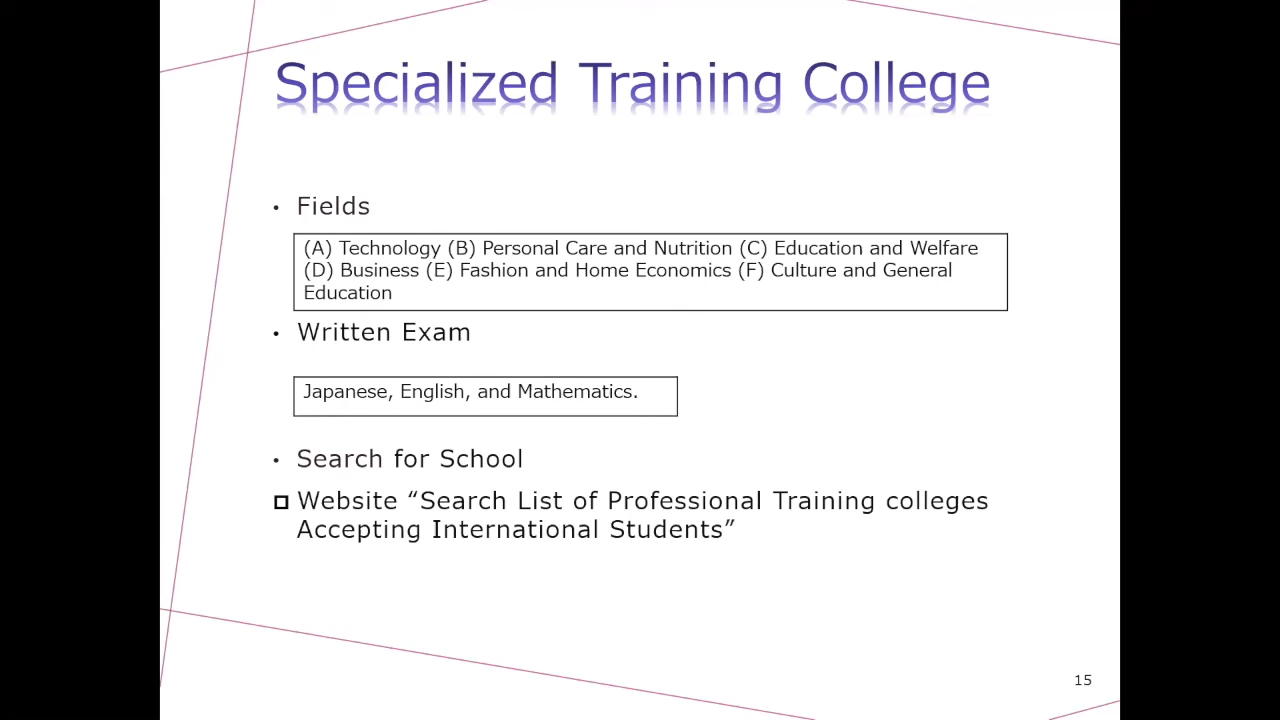 Specialized Training College
• Fields
(A) Technology (B) Personal Care and Nutrition (C) Education and Welfare
(D) Business (E) Fashion and Home Economics (F) Culture and General
Education
• Written Exam
Japanese, English, and Mathematics.
• Search for School
Website “Search List of Professional Training colleges
Accepting International Students”
15